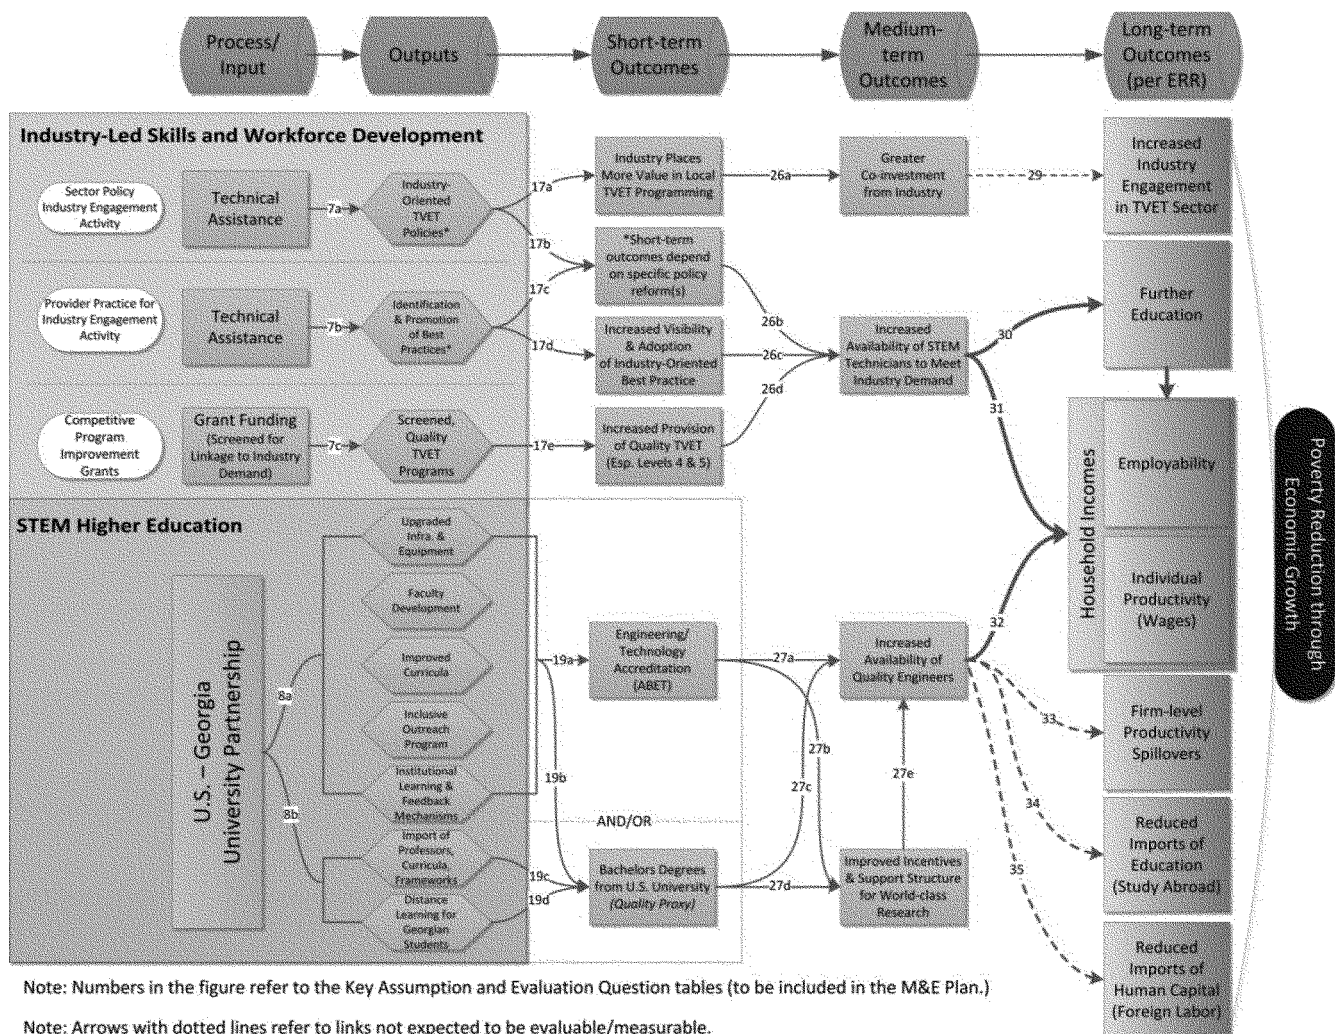 Process/
Input
Outputs
Short-term
Outcomes
Medium-
term
Outcomes
Long-term
Outcomes
(per ERR)
Industry-Led Skills and Workforce Development
Sector Policy
Industry Engagement
Activity
Technical
Assistance
7a
Industry-
Oriented
TVET
Policies*
17a
17b
Industry Places
More Value in Local
TVET Programming
26a
Greater
Co-investment
from Industry
29
Increased
Industry
Engagement
in TVET Sector
*Short-term
outcomes depend
on specific policy
reform(s)
Provider Practice for
Industry Engagement
Activity
Technical
Assistance
7b
Identification
& Promotion
of Best
Practices*
17c
17d
Increased Visibility
& Adoption
of Industry-Oriented
Best Practice
26b
26c
26d
Increased
Availability of STEM
Technicians to Meet
Industry Demand
30
31
Further
Education
Competitive
Program
Improvement
Grants
Grant Funding
(Screened for
Linkage to Industry
Demand)
7c
Screened,
Quality
TVET
Programs
17e
Increased Provision
of Quality TVET
(Esp. Levels 4 & 5)
Household Incomes
Employability
Individual
Productivity
(Wages)
Poverty Reduction through
Economic Growth
STEM Higher Education
U.S. – Georgia
University Partnership
8a
8b
Upgraded
Infra. &
Equipment
Faculty
Development
Improved
Curricula
Inclusive
Outreach
Program
Institutional
Learning &
Feedback
Mechanisms
Import of
Professors,
Curricula,
Frameworks
Distance
Learning for
Georgian
Students
19a
19b
19c
19d
Engineering/
Technology
Accreditation
(ABET)
AND/OR
Bachelors Degrees
from U.S. University
(Quality Proxy)
27a
27b
27c
27d
27e
Increased
Availability of
Quality Engineers
Improved Incentives
& Support Structure
for World-class
Research
32
33
34
35
Firm-level
Productivity
Spillovers
Reduced
Imports of
Education
(Study Abroad)
Reduced
Imports of
Human Capital
(Foreign Labor)
Note: Numbers in the figure refer to the Key Assumption and Evaluation Question tables (to be included in the M&E Plan.)
Note: Arrows with dotted lines refer to links not expected to be evaluable/measurable.